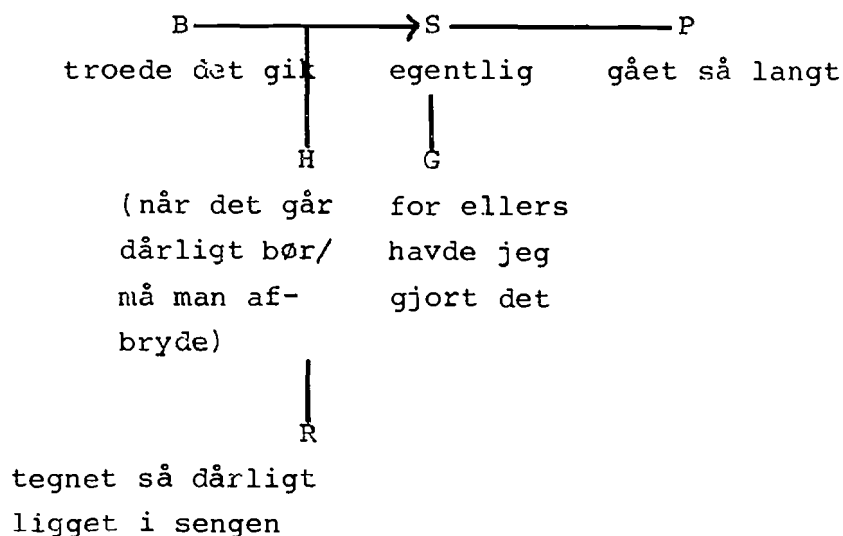 B S P
troede det gik egentlig gået så langt
H G
(når det går for ellers
dårligt bør/ havde jeg
må man af- gjort det
bryde)
R
tegnet så dårligt
ligget i sengen